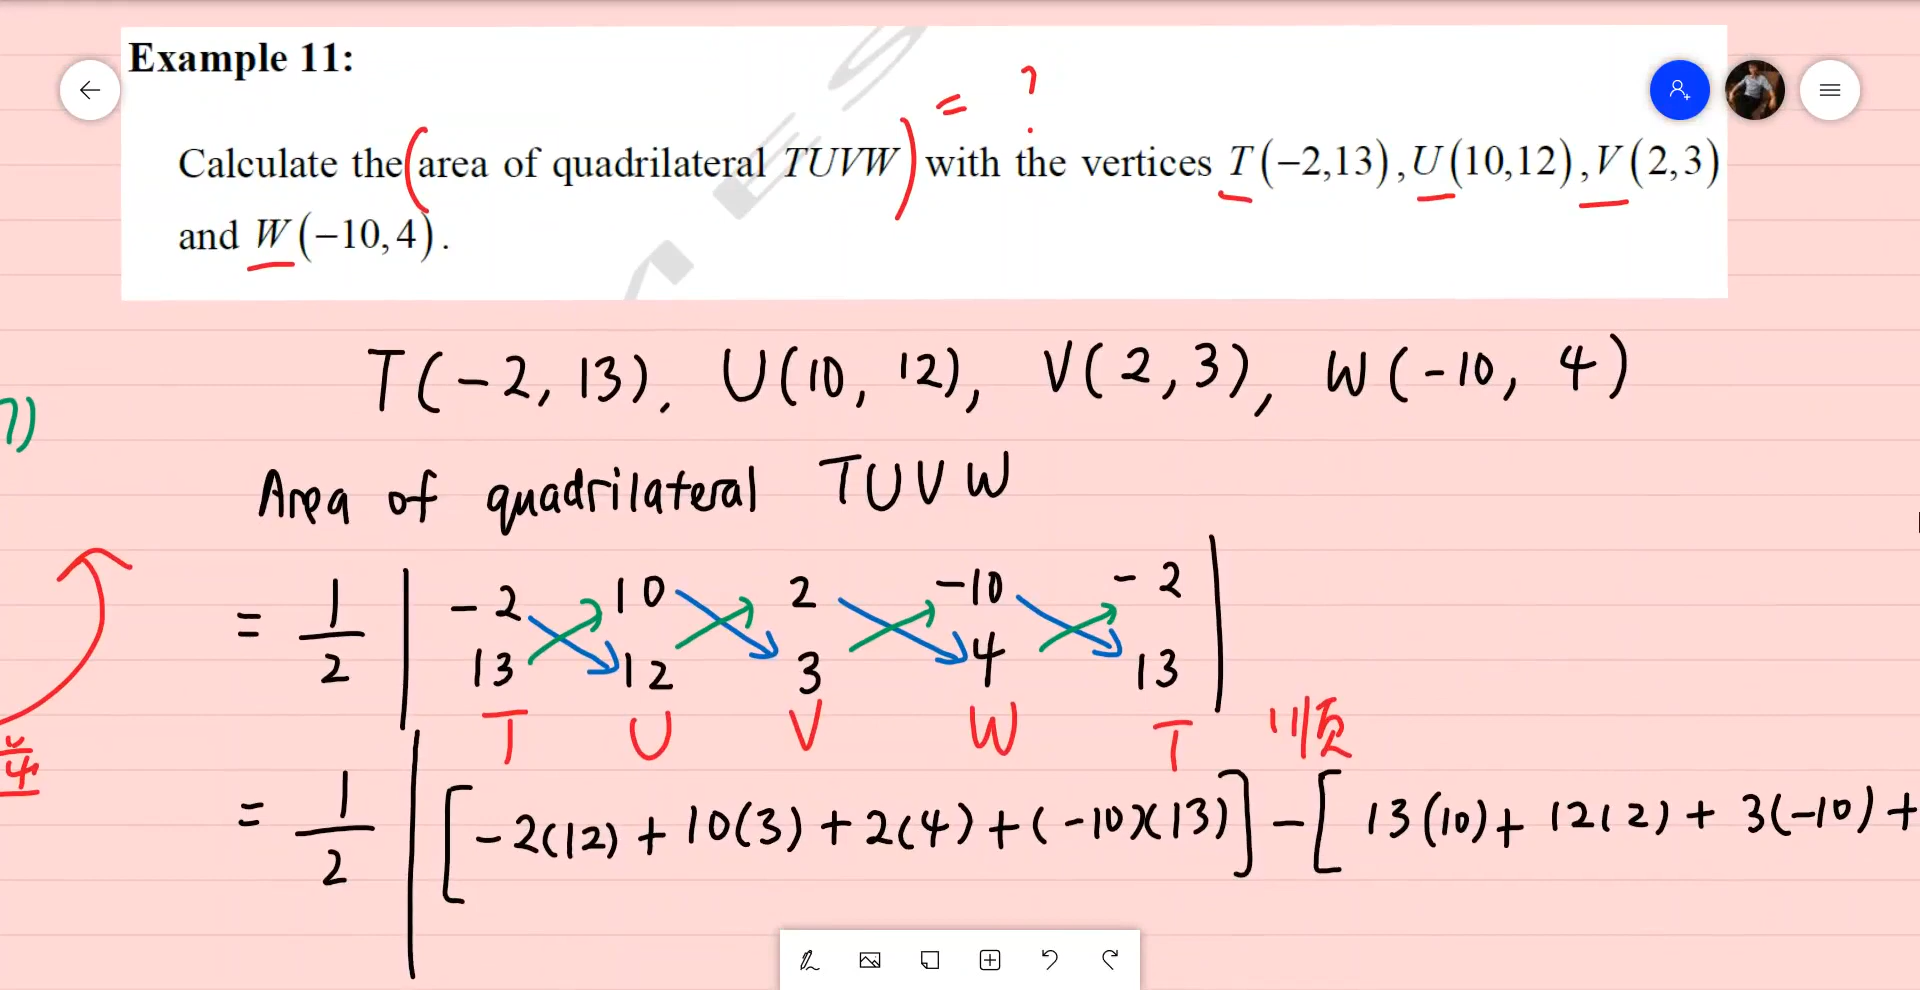 Example 11:
Calculate the area of quadrilateral TUVW with the vertices T(−2,13), U(10,12), V(2,3)
= ?
and W(−10,4).
T(-2, 13), U(10, 12), V(2, 3), W(-10, 4)
7)
Area of quadrilateral TUVW
= 1/2 | -2 10 2 -10 -2
13 12 3 4 13 |
T U V W T 顺
= 1/2 | [-2(12) + 10(3) + 2(4) + (-10)(13)] - [13(10) + 12(2) + 3(-10) +